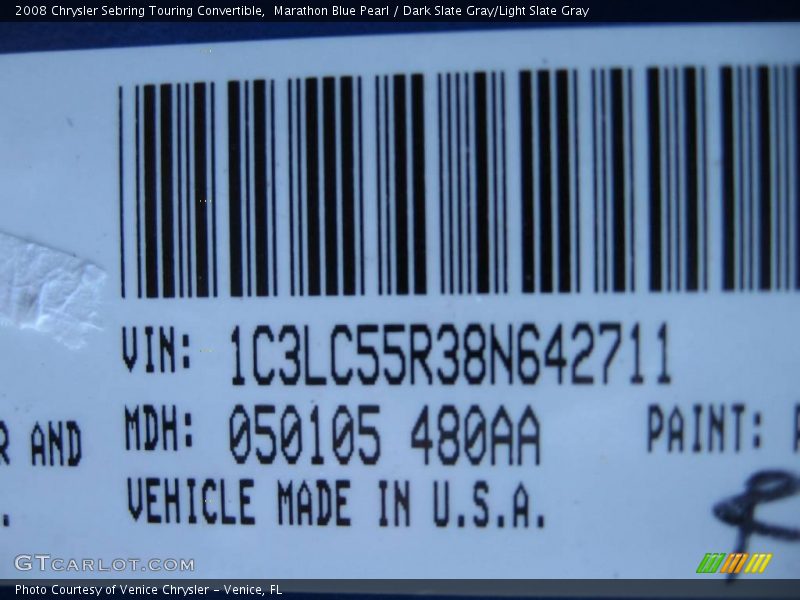 2008 Chrysler Sebring Touring Convertible,  Marathon Blue Pearl / Dark Slate Gray/Light Slate Gray
VIN: 1C3LC55R38N642711
R AND MDH: 050105 480AA PAINT:
. VEHICLE MADE IN U.S.A.
GTCARLOT.COM
Photo Courtesy of Venice Chrysler - Venice, FL